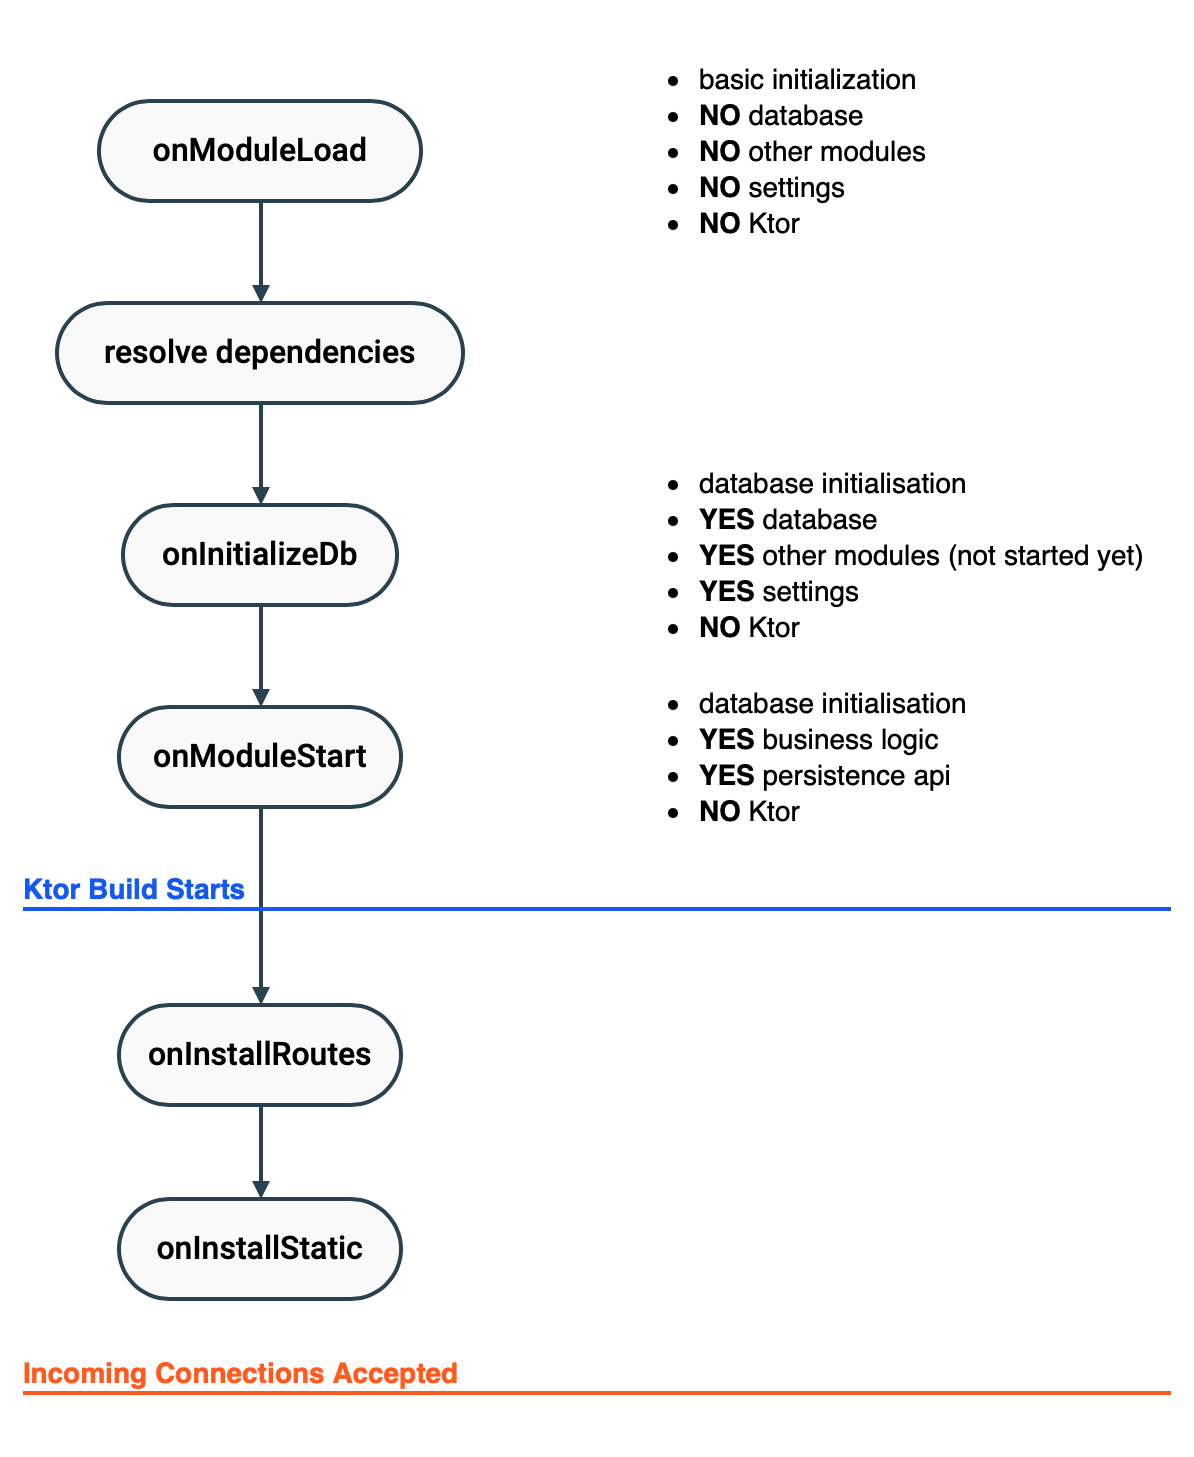 basic initialization
NO database
onModuleLoad
NO other modules
NO settings
NO Ktor
resolve dependencies
database initialisation
YES database
onInitializeDb
YES other modules (not started yet)
YES settings
NO Ktor
database initialisation
YES business logic
onModuleStart
YES persistence api
NO Ktor
Ktor Build Starts
onInstallRoutes
onInstallStatic
Incoming Connections Accepted